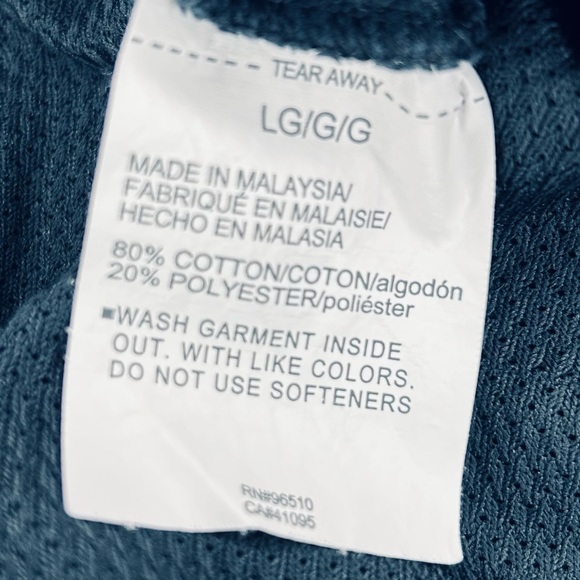 TEAR AWAY
LG/G/G
MADE IN MALAYSIA/
FABRIQUÉ EN MALAISIE/
HECHO EN MALASIA
80% COTTON/COTON/algodón
20% POLYESTER/poliéster
▪WASH GARMENT INSIDE
OUT. WITH LIKE COLORS.
DO NOT USE SOFTENERS
RN#96510
CA#41095